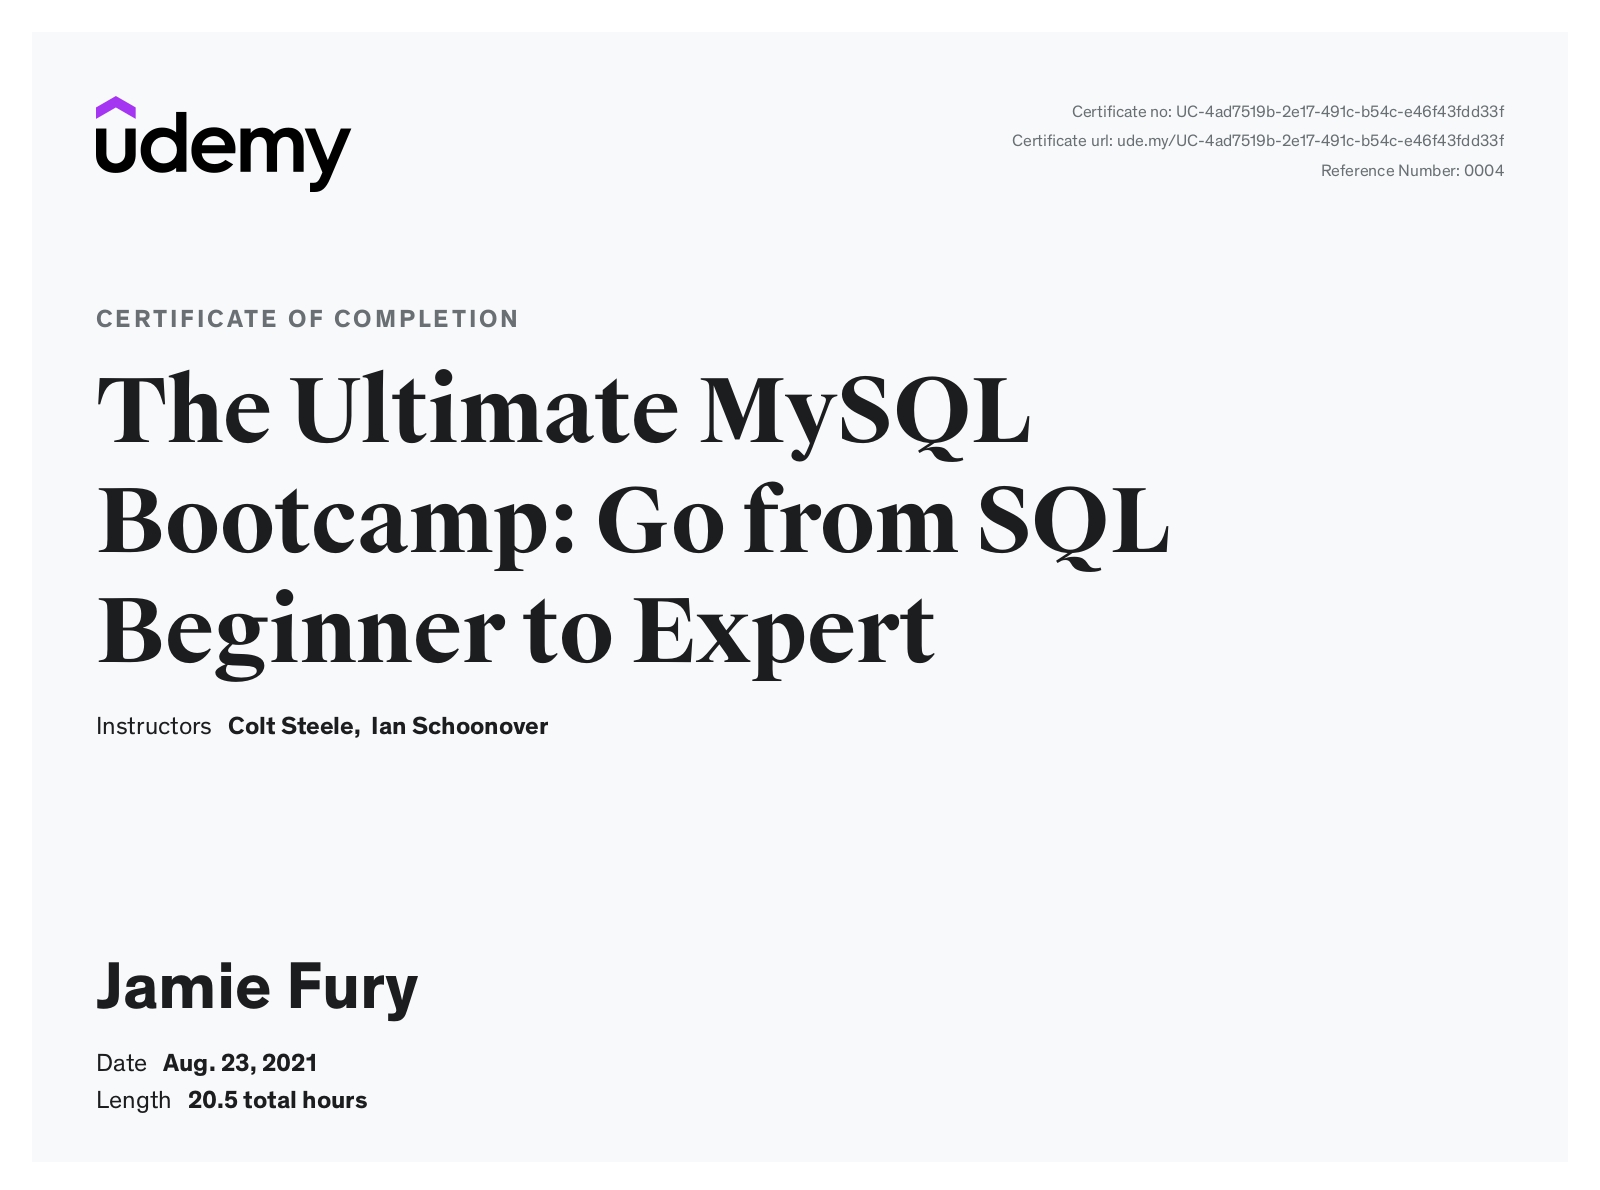 udemy
Certificate no: UC-4ad7519b-2e17-491c-b54c-e46f43fdd33f
Certificate url: ude.my/UC-4ad7519b-2e17-491c-b54c-e46f43fdd33f
Reference Number: 0004
CERTIFICATE OF COMPLETION
The Ultimate MySQL
Bootcamp: Go from SQL
Beginner to Expert
Instructors Colt Steele, Ian Schoonover
Jamie Fury
Date Aug. 23, 2021
Length 20.5 total hours